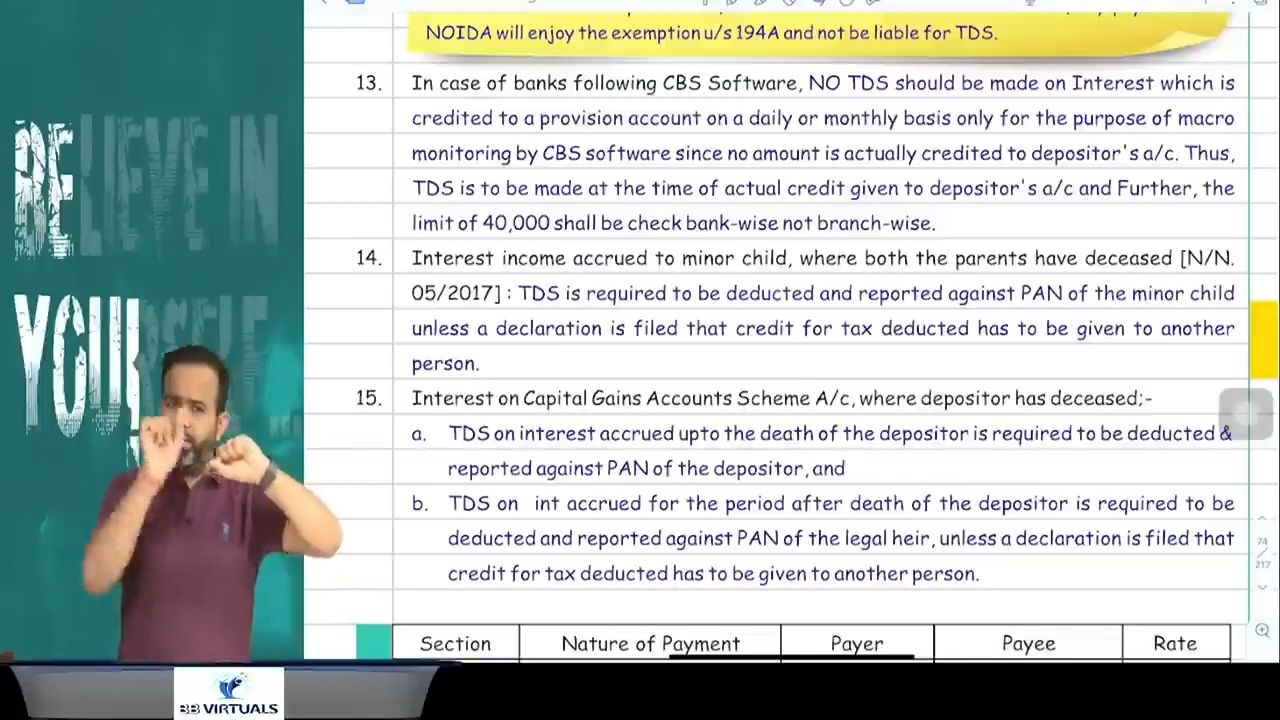 BELIEVE IN
NOIDA will enjoy the exemption u/s 194A and not be liable for TDS.
13. In case of banks following CBS Software, NO TDS should be made on Interest which is
credited to a provision account on a daily or monthly basis only for the purpose of macro
monitoring by CBS software since no amount is actually credited to depositor's a/c. Thus,
TDS is to be made at the time of actual credit given to depositor's a/c and Further, the
limit of 40,000 shall be check bank-wise not branch-wise.
14. Interest income accrued to minor child, where both the parents have deceased [N/N.
05/2017] : TDS is required to be deducted and reported against PAN of the minor child
unless a declaration is filed that credit for tax deducted has to be given to another
person.
15. Interest on Capital Gains Accounts Scheme A/c, where depositor has deceased;-
a. TDS on interest accrued upto the death of the depositor is required to be deducted &
reported against PAN of the depositor, and
b. TDS on int accrued for the period after death of the depositor is required to be
deducted and reported against PAN of the legal heir, unless a declaration is filed that
credit for tax deducted has to be given to another person.
Section Nature of Payment Payer Payee Rate
74
/
217
BB VIRTUALS